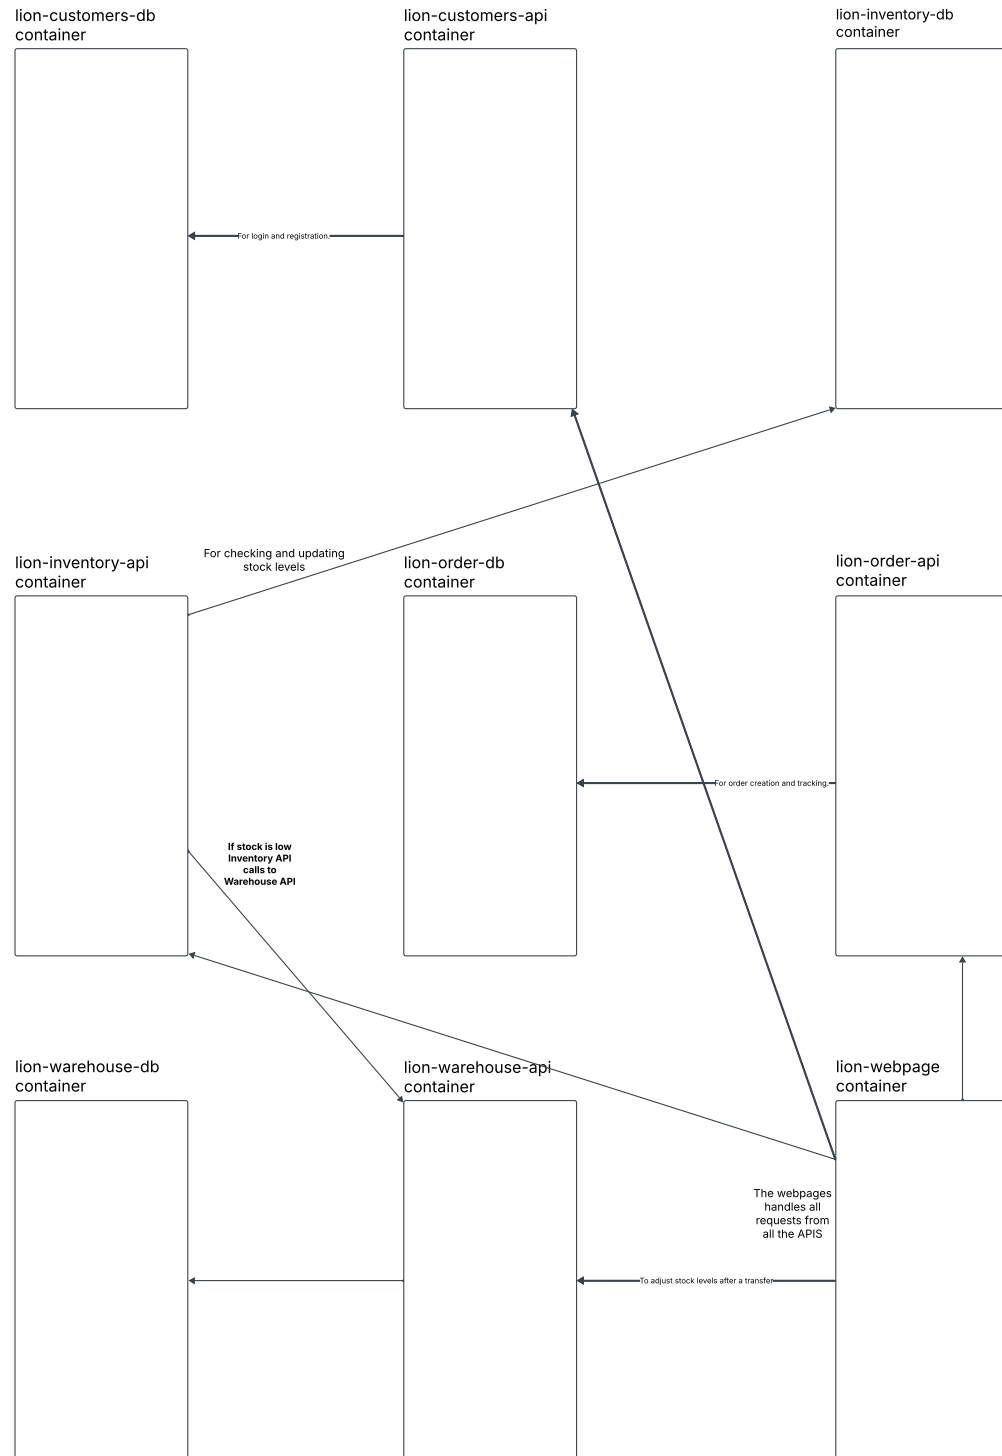 lion-customers-db
container
lion-customers-api
container
lion-inventory-db
container
For login and registration.
For checking and updating
stock levels
lion-inventory-api
container
lion-order-db
container
lion-order-api
container
For order creation and tracking.
If stock is low
Inventory API
calls to
Warehouse API
lion-warehouse-db
container
lion-warehouse-api
container
lion-webpage
container
The webpages
handles all
requests from
all the APIS
To adjust stock levels after a transfer